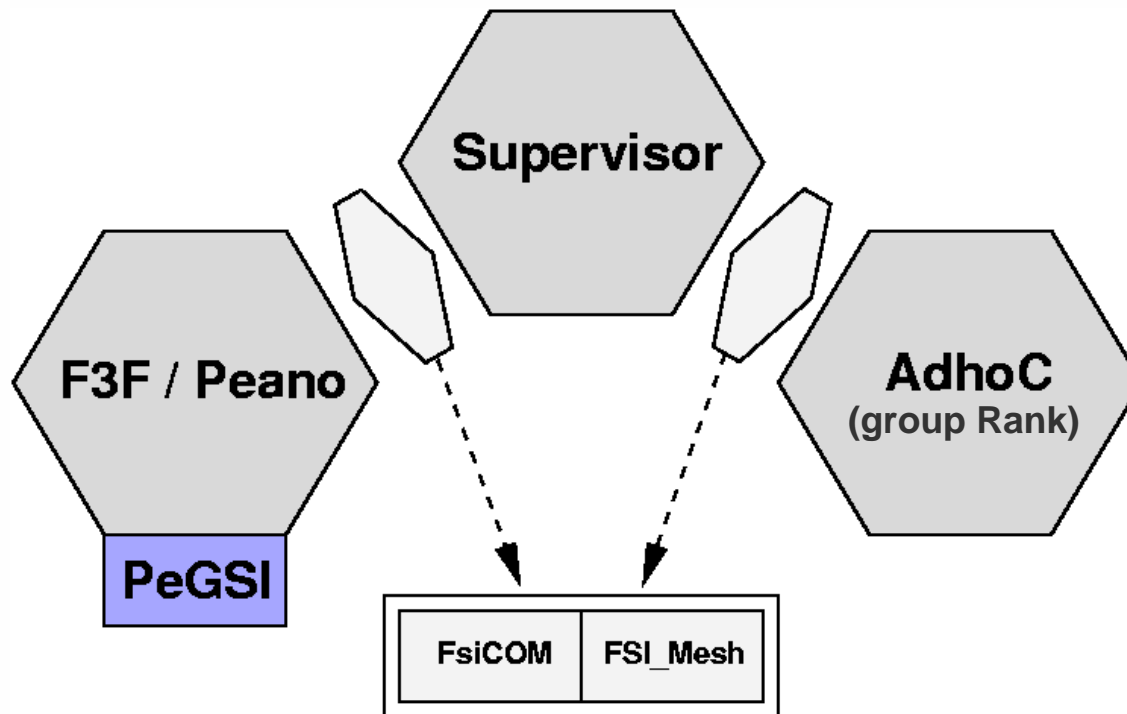 Supervisor
F3F / Peano
AdhoC
(group Rank)
PeGSI
FsiCOM
FSI_Mesh